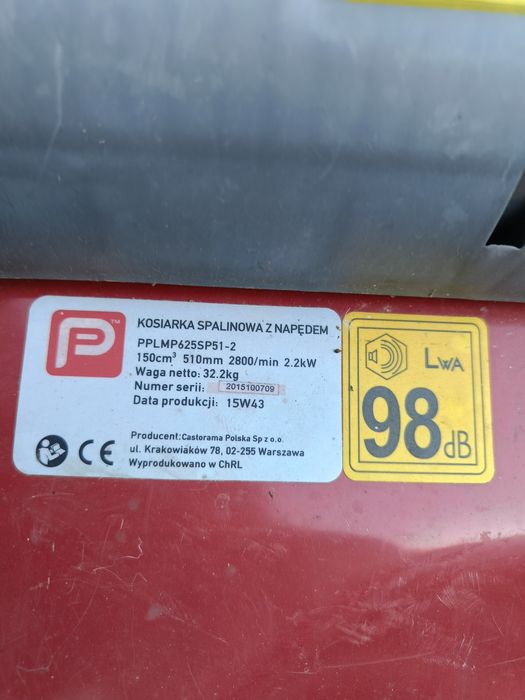 P™
KOSIARKA SPALINOWA Z NAPĘDEM
PPLMP625SP51-2
150cm³ 510mm 2800/min 2.2kW
Waga netto: 32.2kg
Numer serii: 2015100709
Data produkcji: 15W43
Producent: Castorama Polska Sp z o.o.
ul. Krakowiaków 78, 02-255 Warszawa
Wyprodukowano w ChRL
CE
LWA
98dB